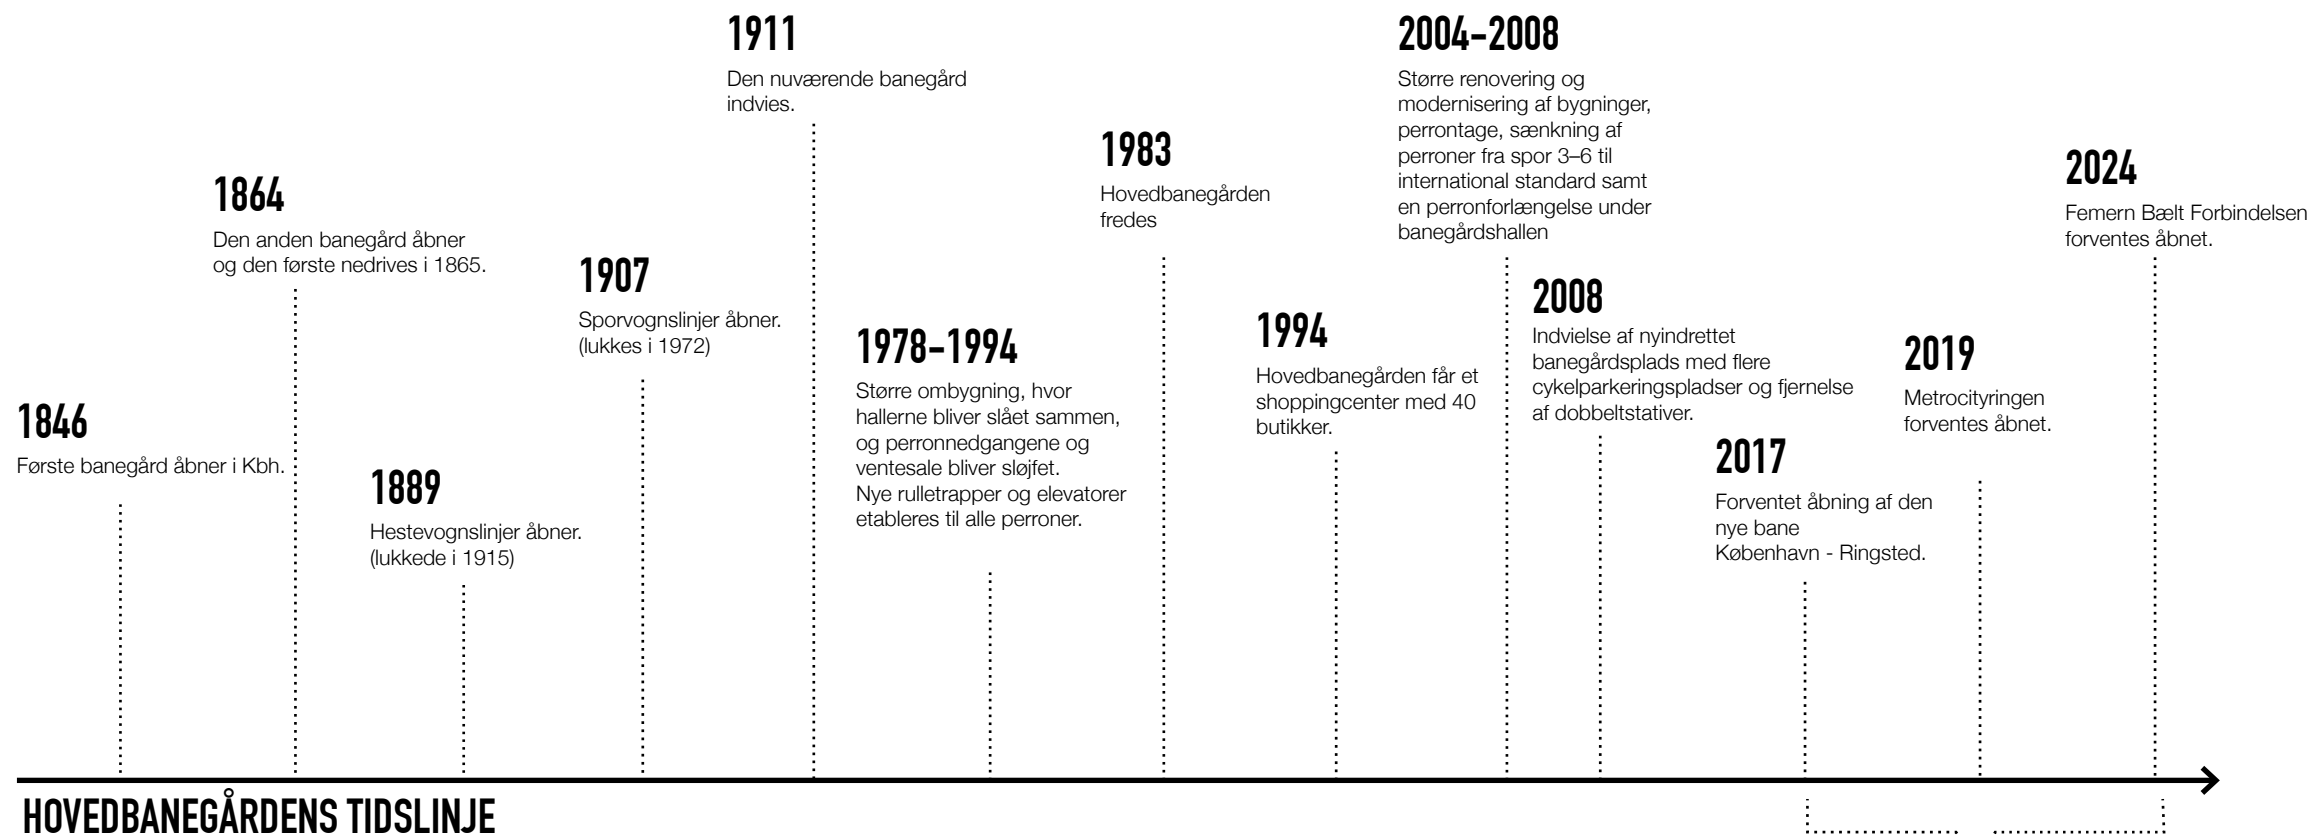 1846
Første banegård åbner i Kbh.
1864
Den anden banegård åbner
og den første nedrives i 1865.
1889
Hestevognslinjer åbner.
(lukkede i 1915)
1907
Sporvognslinjer åbner.
(lukkes i 1972)
1911
Den nuværende banegård
indvies.
1978–1994
Større ombygning, hvor
hallerne bliver slået sammen,
og perronnedgangene og
ventesale bliver sløjfet.
Nye rulletrapper og elevatorer
etableres til alle perroner.
1983
Hovedbanegården
fredes
1994
Hovedbanegården får et
shoppingcenter med 40
butikker.
2004–2008
Større renovering og
modernisering af bygninger,
perrontage, sænkning af
perroner fra spor 3–6 til
international standard samt
en perronforlængelse under
banegårdshallen
2008
Indvielse af nyindrettet
banegårdsplads med flere
cykelparkeringspladser og fjernelse
af dobbeltstativer.
2017
Forventet åbning af den
nye bane
København - Ringsted.
2019
Metrocityringen
forventes åbnet.
2024
Femern Bælt Forbindelsen
forventes åbnet.
HOVEDBANEGÅRDENS TIDSLINJE